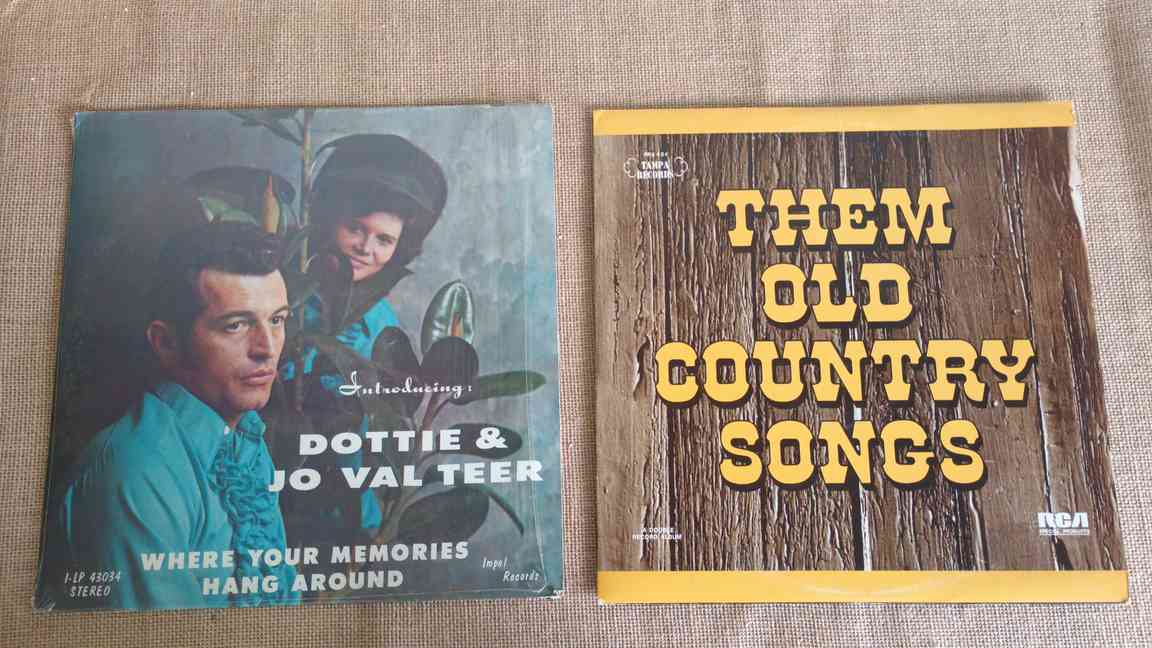 Introducing:
DOTTIE &
JO VAL TEER
WHERE YOUR MEMORIES
HANG AROUND
I-LP 43034
STEREO
Impel
Records
TAMPA
RECORDS
THEM
OLD
COUNTRY
SONGS
A DOUBLE
RECORD ALBUM
RCA